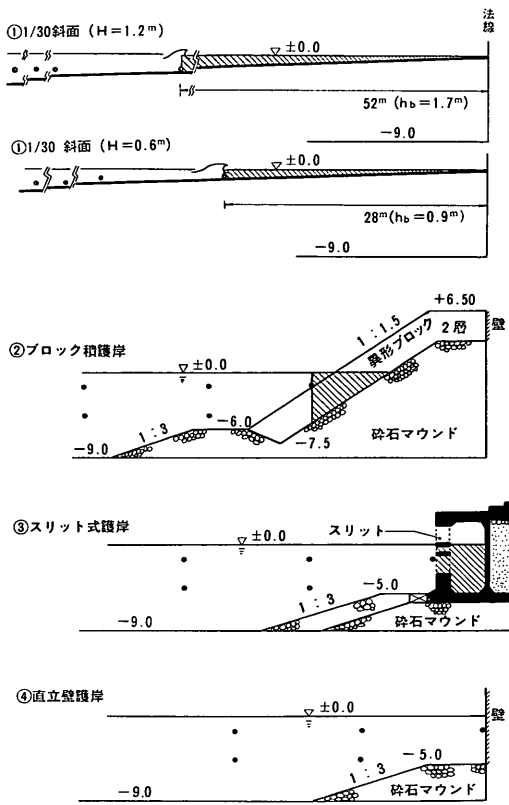 法線
①1/30斜面 (H=1.2m)
±0.0
52m (hb=1.7m)
-9.0
①1/30 斜面 (H=0.6m)
±0.0
28m(hb=0.9m)
-9.0
+6.50
壁
1:1.5
異形ブロック
2層
②ブロック積護岸
±0.0
1:3
-6.0
-9.0
-7.5
砕石マウンド
③スリット式護岸
スリット
±0.0
-5.0
1:3
-9.0
砕石マウンド
④直立壁護岸
±0.0
壁
-5.0
1:3
-9.0
砕石マウンド